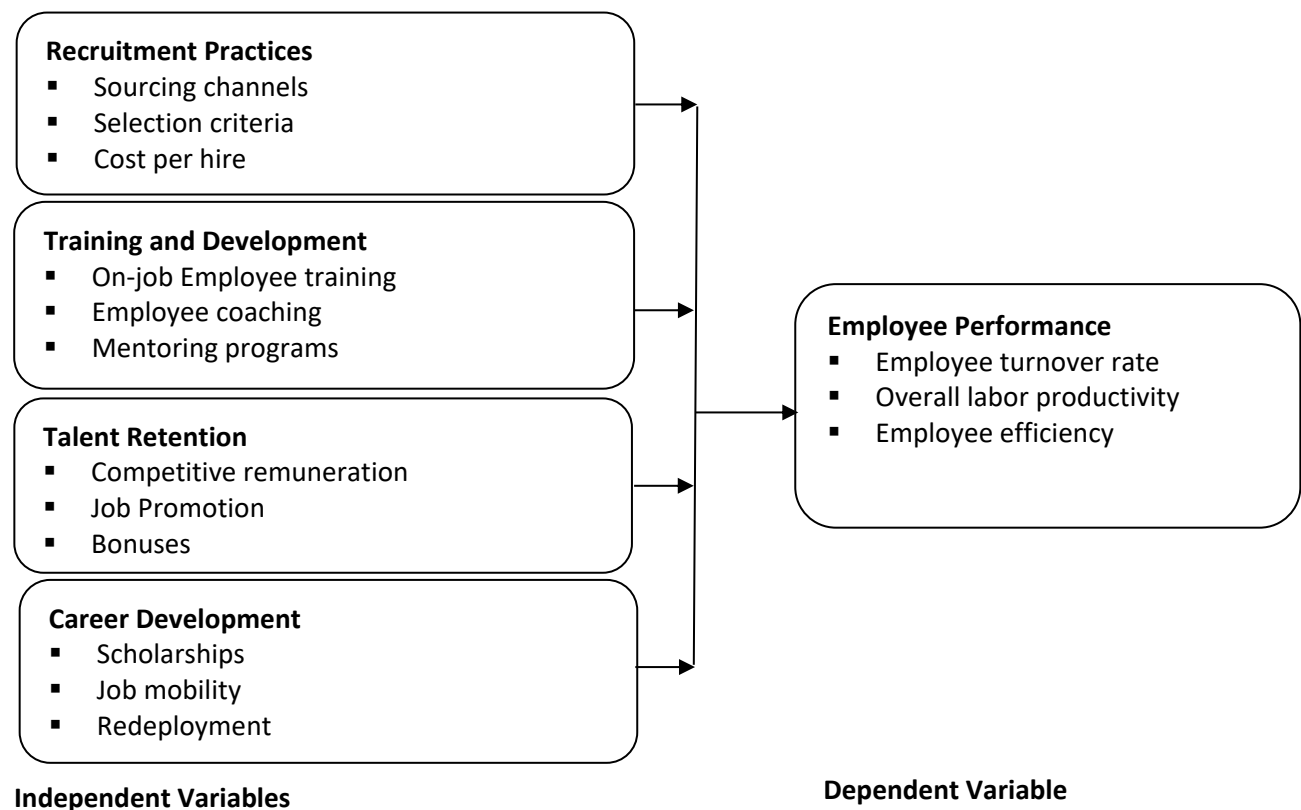 Recruitment Practices
▪ Sourcing channels
▪ Selection criteria
▪ Cost per hire
Training and Development
▪ On-job Employee training
▪ Employee coaching
▪ Mentoring programs
Talent Retention
▪ Competitive remuneration
▪ Job Promotion
▪ Bonuses
Career Development
▪ Scholarships
▪ Job mobility
▪ Redeployment
Independent Variables
Employee Performance
▪ Employee turnover rate
▪ Overall labor productivity
▪ Employee efficiency
Dependent Variable